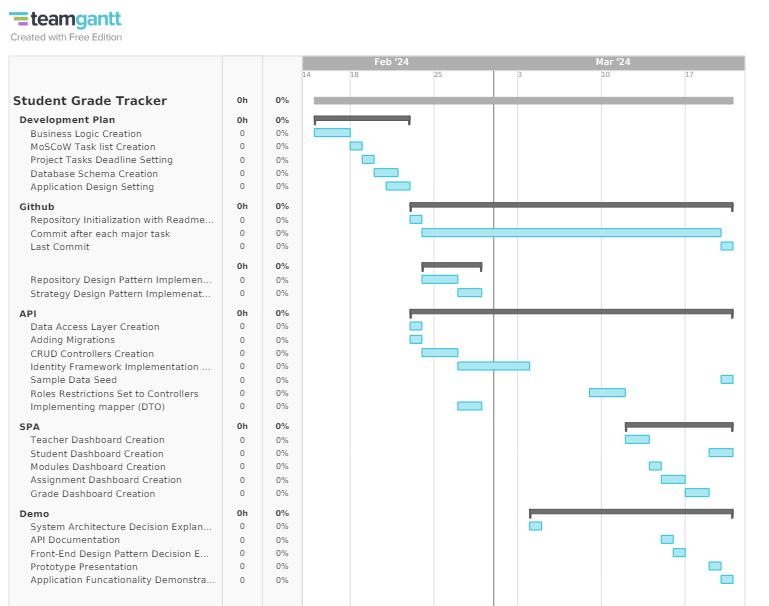 teamgantt
Created with Free Edition
Feb '24 Mar '24
14 18 25 3 10 17
Student Grade Tracker 0h 0%
Development Plan 0h 0%
Business Logic Creation 0 0%
MoSCoW Task list Creation 0 0%
Project Tasks Deadline Setting 0 0%
Database Schema Creation 0 0%
Application Design Setting 0 0%
Github 0h 0%
Repository Initialization with Readme... 0 0%
Commit after each major task 0 0%
Last Commit 0 0%
0h 0%
Repository Design Pattern Implemen... 0 0%
Strategy Design Pattern Implementat... 0 0%
API 0h 0%
Data Access Layer Creation 0 0%
Adding Migrations 0 0%
CRUD Controllers Creation 0 0%
Identity Framework Implementation ... 0 0%
Sample Data Seed 0 0%
Roles Restrictions Set to Controllers 0 0%
Implementing mapper (DTO) 0 0%
SPA 0h 0%
Teacher Dashboard Creation 0 0%
Student Dashboard Creation 0 0%
Modules Dashboard Creation 0 0%
Assignment Dashboard Creation 0 0%
Grade Dashboard Creation 0 0%
Demo 0h 0%
System Architecture Decision Explan... 0 0%
API Documentation 0 0%
Front-End Design Pattern Decision E... 0 0%
Prototype Presentation 0 0%
Application Funcationality Demonstra... 0 0%